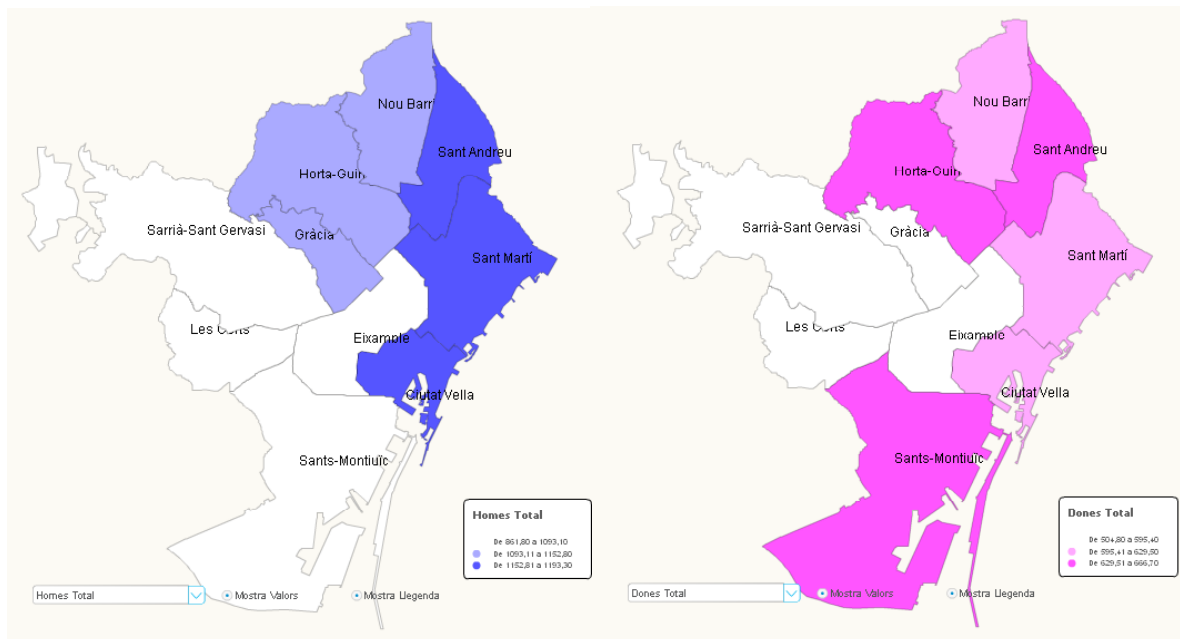 Nou Barri
Sant Andreu
Horta-Guin
Sarrià-Sant Gervasi
Gràcia
Sant Martí
Les Corts
Eixample
Ciutat Vella
Sants-Montjuïc
Homes Total
De 861,80 a 1093,10
De 1093,11 a 1152,80
De 1152,81 a 1193,30
Homes Total
Mostra Valors
Mostra Llegenda
Nou Barri
Sant Andreu
Horta-Guin
Sarrià-Sant Gervasi
Gràcia
Sant Martí
Les Corts
Eixample
Ciutat Vella
Sants-Montjuïc
Dones Total
De 504,80 a 595,40
De 595,41 a 629,50
De 629,51 a 666,70
Dones Total
Mostra Valors
Mostra Llegenda